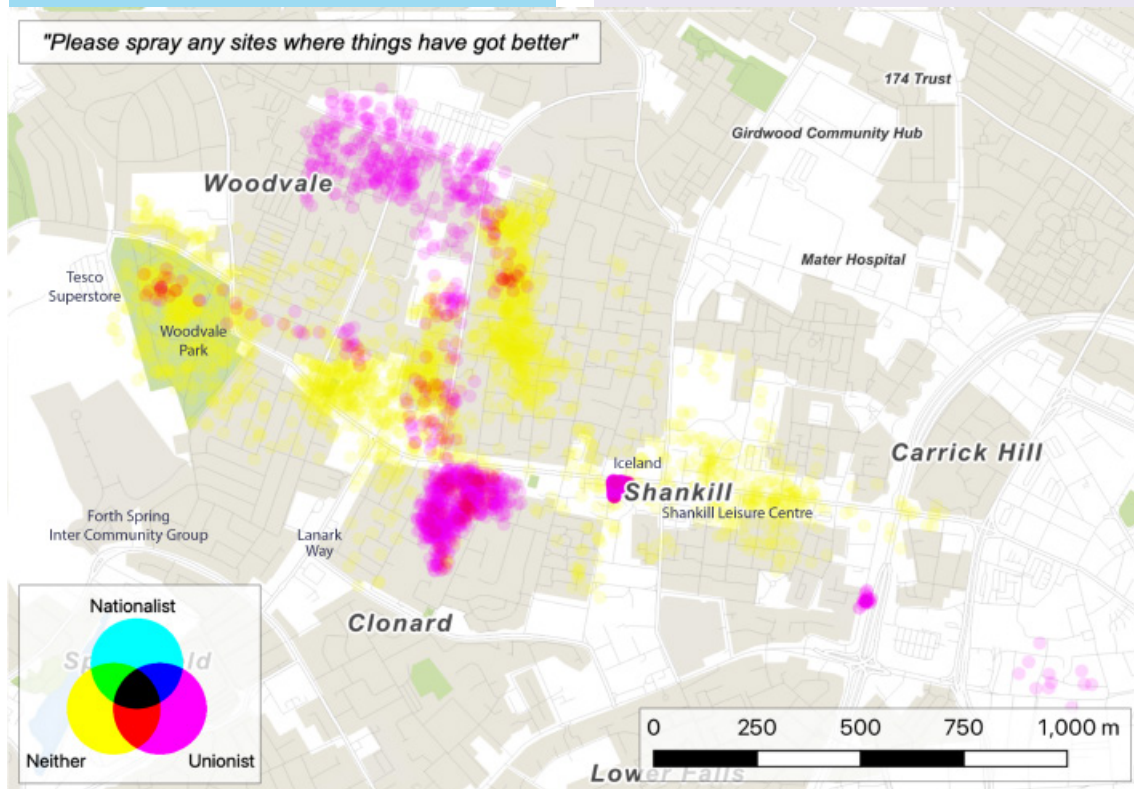 "Please spray any sites where things have got better"
174 Trust
Girdwood Community Hub
Woodvale
Mater Hospital
Tesco
Superstore
Woodvale
Park
Carrick Hill
Iceland
Shankill
Shankill Leisure Centre
Forth Spring
Inter Community Group
Lanark
Way
Clonard
Nationalist
Neither
Unionist
0 250 500 750 1,000 m
Lower Falls